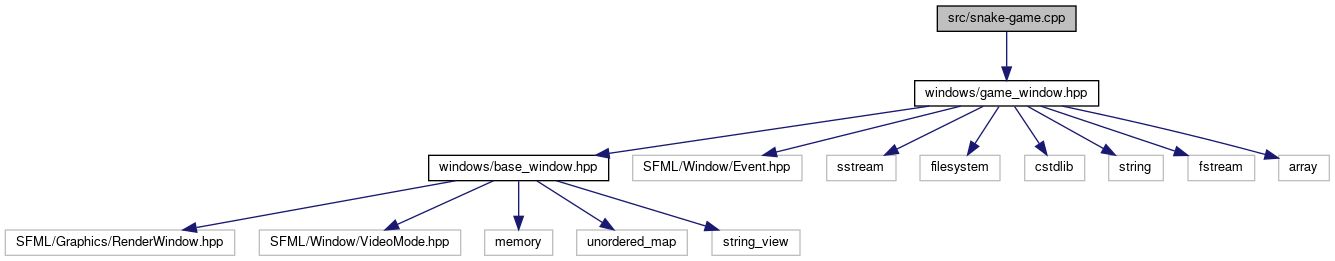 src/snake-game.cpp
windows/game_window.hpp
windows/base_window.hpp
SFML/Window/Event.hpp
sstream
filesystem
cstdlib
string
fstream
array
SFML/Graphics/RenderWindow.hpp
SFML/Window/VideoMode.hpp
memory
unordered_map
string_view